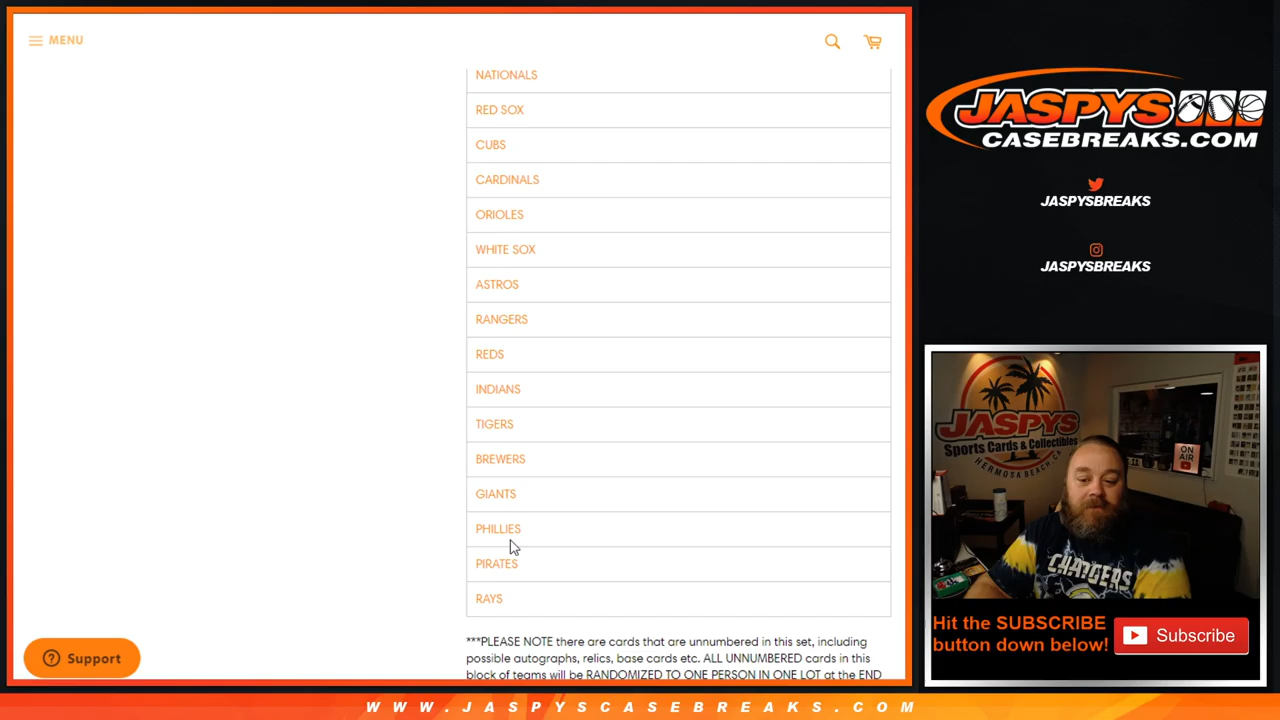 MENU
NATIONALS
RED SOX
CUBS
CARDINALS
ORIOLES
WHITE SOX
ASTROS
RANGERS
REDS
INDIANS
TIGERS
BREWERS
GIANTS
PHILLIES
PIRATES
RAYS
***PLEASE NOTE there are cards that are unnumbered in this set, including
possible autographs, relics, base cards etc. ALL UNNUMBERED cards in this
block of teams will be RANDOMIZED TO ONE PERSON IN ONE LOT at the END
Support
JASPYS
CASEBREAKS.COM
JASPYSBREAKS
JASPYSBREAKS
JASPYS
Sports Cards & Collectibles
HERMOSA BEACH, CA
ON
AIR
CHARGERS
Hit the SUBSCRIBE
button down below!
Subscribe
WWW.JASPYSCASEBREAKS.COM